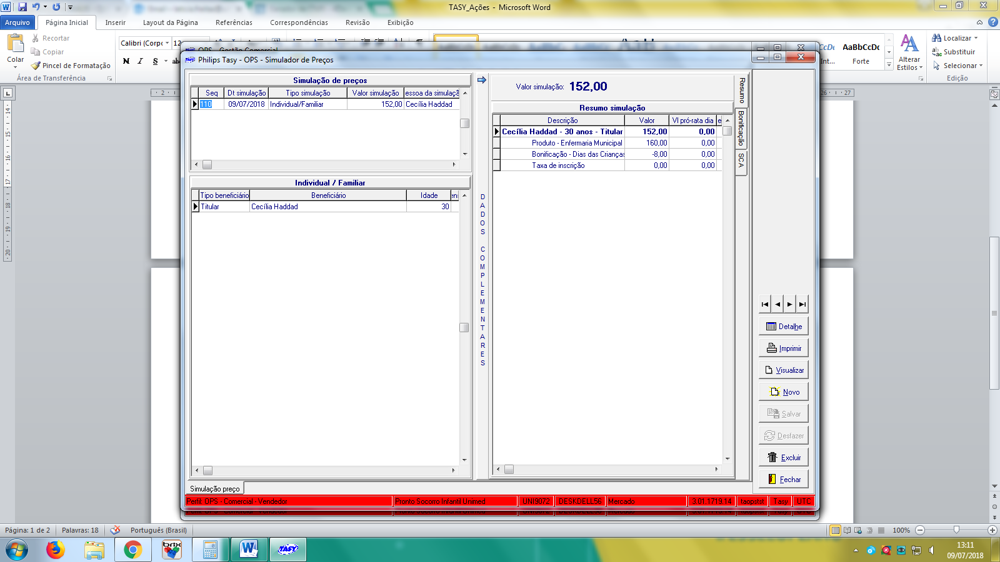 TASY_Ações - Microsoft Word
Arquivo Página Inicial Inserir Layout da Página Referências Correspondências Revisão Exibição
Colar
Recortar
Copiar
Pincel de Formatação
Área de Transferência
Calibri (Corpo 12
N I S abe
AaBbCcDc
Forte
Alterar
Estilos
Localizar
Substituir
Selecionar
Edição
OPS - Gestão Comercial
Philips Tasy - OPS - Simulador de Preços
Simulação de preços
Seq Dt simulação Tipo simulação Valor simulação essoa da simulaçã
110 09/07/2018 Individual/Familiar 152,00 Cecília Haddad
Individual / Familiar
Tipo beneficiário Beneficiário Idade
Titular Cecília Haddad 30
Simulação preço
DADOS COMPLEMENTARES
Valor simulação: 152,00
Resumo simulação
Descrição Valor Vl pró-rata dia
Cecília Haddad - 30 anos - Titular 152,00 0,00
Produto - Enfermaria Municipal 160,00 0,00
Bonificação - Dias das Crianças -8,00 0,00
Taxa de inscrição 0,00 0,00
Resumo
Bonificação
SCA
Detalhe
Imprimir
Visualizar
Novo
Salvar
Desfazer
Excluir
Fechar
Perfil: OPS - Comercial - Vendedor Pronto Socorro Infantil Unimed UNI9072 DESKDELL56 Mercado 3.01.1719.14 taopstst Tasy UTC
Página: 1 de 2 Palavras: 18 Português (Brasil) 100%
brix
TASY
13:11
09/07/2018